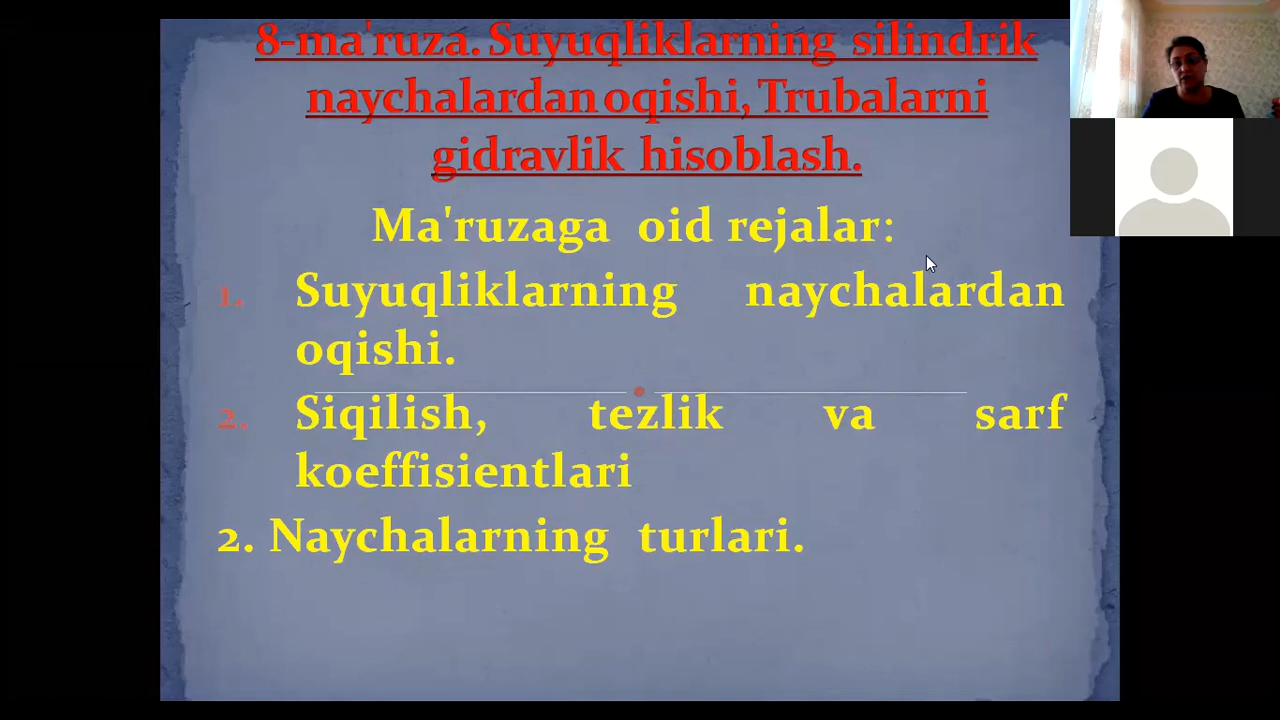 8-ma'ruza. Suyuqliklarning silindrik
naychalardan oqishi, Trubalarni
gidravlik hisoblash.
Ma'ruzaga oid rejalar:
1. Suyuqliklarning naychalardan
oqishi.
2. Siqilish, tezlik va sarf
koeffisientlari
2. Naychalarning turlari.